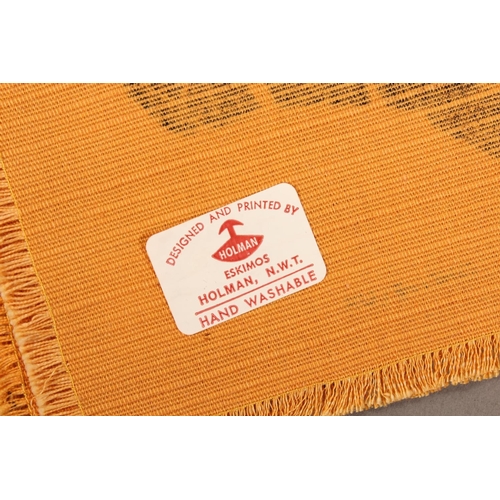 DESIGNED AND PRINTED BY
HOLMAN
ESKIMOS
HOLMAN, N.W.T.
HAND WASHABLE